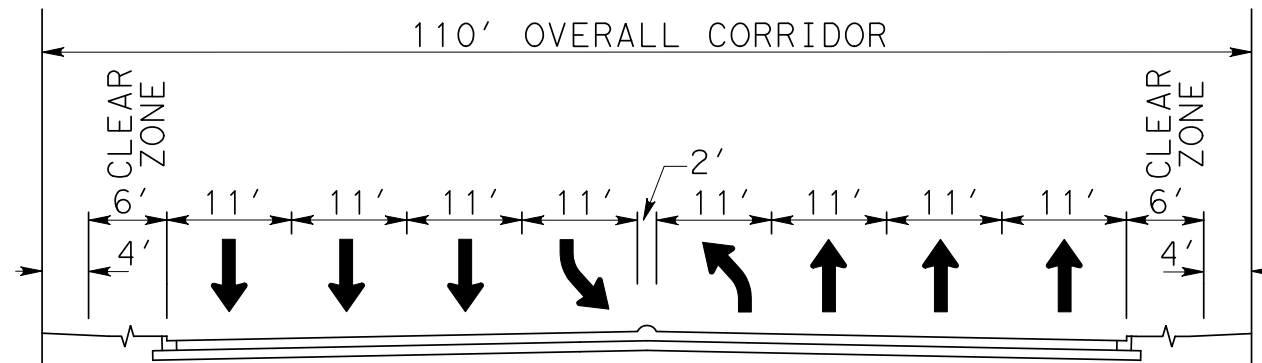 110' OVERALL CORRIDOR
CLEAR
ZONE
CLEAR
ZONE
2'
6' 11' 11' 11' 11' 11' 11' 11' 11' 6'
4' 4'